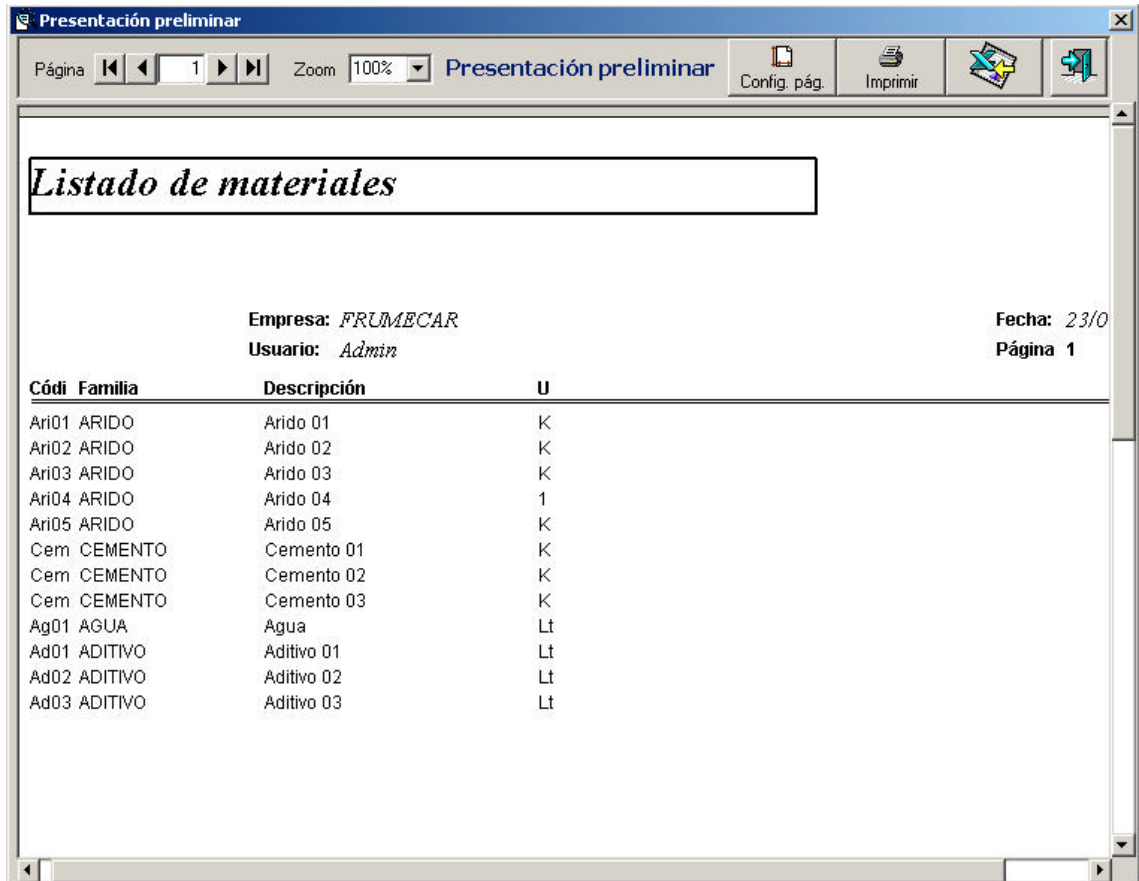 Presentación preliminar
Página 1 Zoom 100% Presentación preliminar Config. pág. Imprimir
Listado de materiales
Empresa: FRUMECAR Fecha: 23/0
Usuario: Admin Página 1
Códi Familia Descripción U
Ari01 ARIDO Arido 01 K
Ari02 ARIDO Arido 02 K
Ari03 ARIDO Arido 03 K
Ari04 ARIDO Arido 04 1
Ari05 ARIDO Arido 05 K
Cem CEMENTO Cemento 01 K
Cem CEMENTO Cemento 02 K
Cem CEMENTO Cemento 03 K
Ag01 AGUA Agua Lt
Ad01 ADITIVO Aditivo 01 Lt
Ad02 ADITIVO Aditivo 02 Lt
Ad03 ADITIVO Aditivo 03 Lt